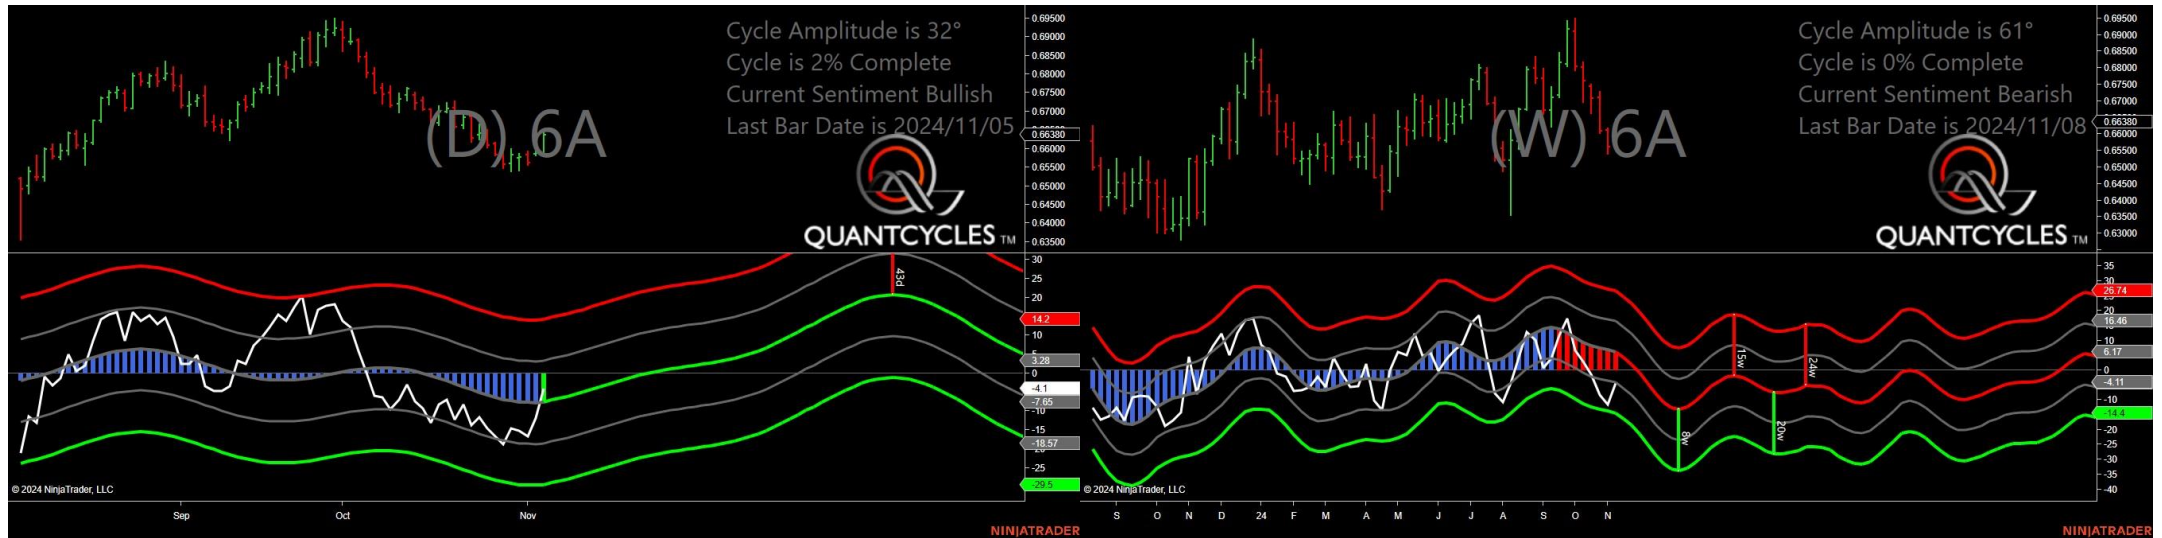 Cycle Amplitude is 32°
Cycle is 2% Complete
Current Sentiment Bullish
Last Bar Date is 2024/11/05
(D) 6A
QUANTCYCLES TM
0.69500
0.69000
0.68500
0.68000
0.67500
0.67000
0.66380
0.66000
0.65500
0.65000
0.64500
0.64000
0.63500
43d
30
25
20
14.2
10
5
3.28
0
-4.1
-7.65
-10
-15
-18.57
-25
-29.5
© 2024 NinjaTrader, LLC
Sep Oct Nov
NINJATRADER
Cycle Amplitude is 61°
Cycle is 0% Complete
Current Sentiment Bearish
Last Bar Date is 2024/11/08
(W) 6A
QUANTCYCLES TM
0.69500
0.69000
0.68500
0.68000
0.67500
0.67000
0.66380
0.66000
0.65500
0.65000
0.64500
0.64000
0.63500
0.63000
15w
24w
8w
20w
35
30
26.74
25
20
16.46
15
10
6.17
0
-4.11
-10
-14.4
-20
-25
-30
-35
-40
© 2024 NinjaTrader, LLC
S O N D 24 F M A M J J A S O N
NINJATRADER